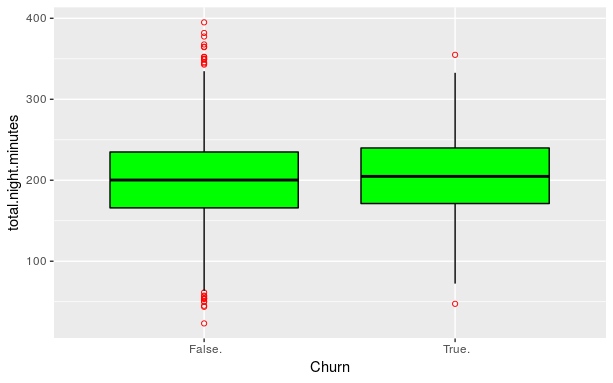 400
300
200
100
total.night.minutes
False.
True.
Churn